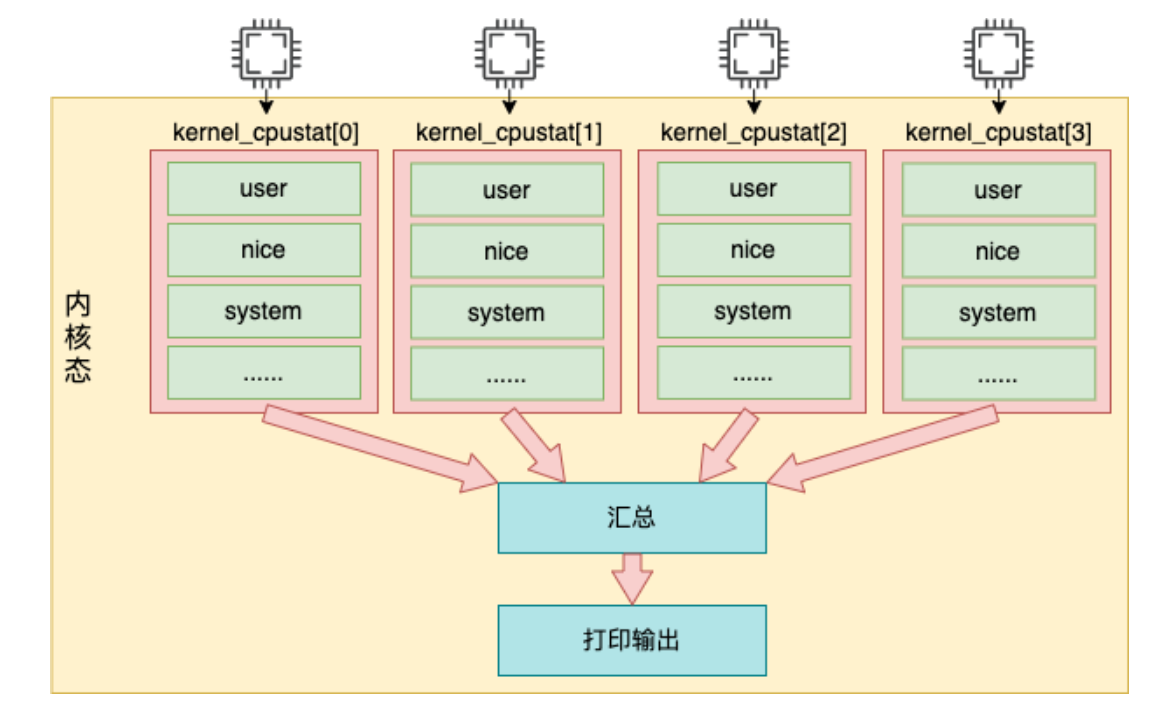 kernel_cpustat[0]
kernel_cpustat[1]
kernel_cpustat[2]
kernel_cpustat[3]
user
nice
system
......
user
nice
system
......
user
nice
system
......
user
nice
system
......
内
核
态
汇总
打印输出